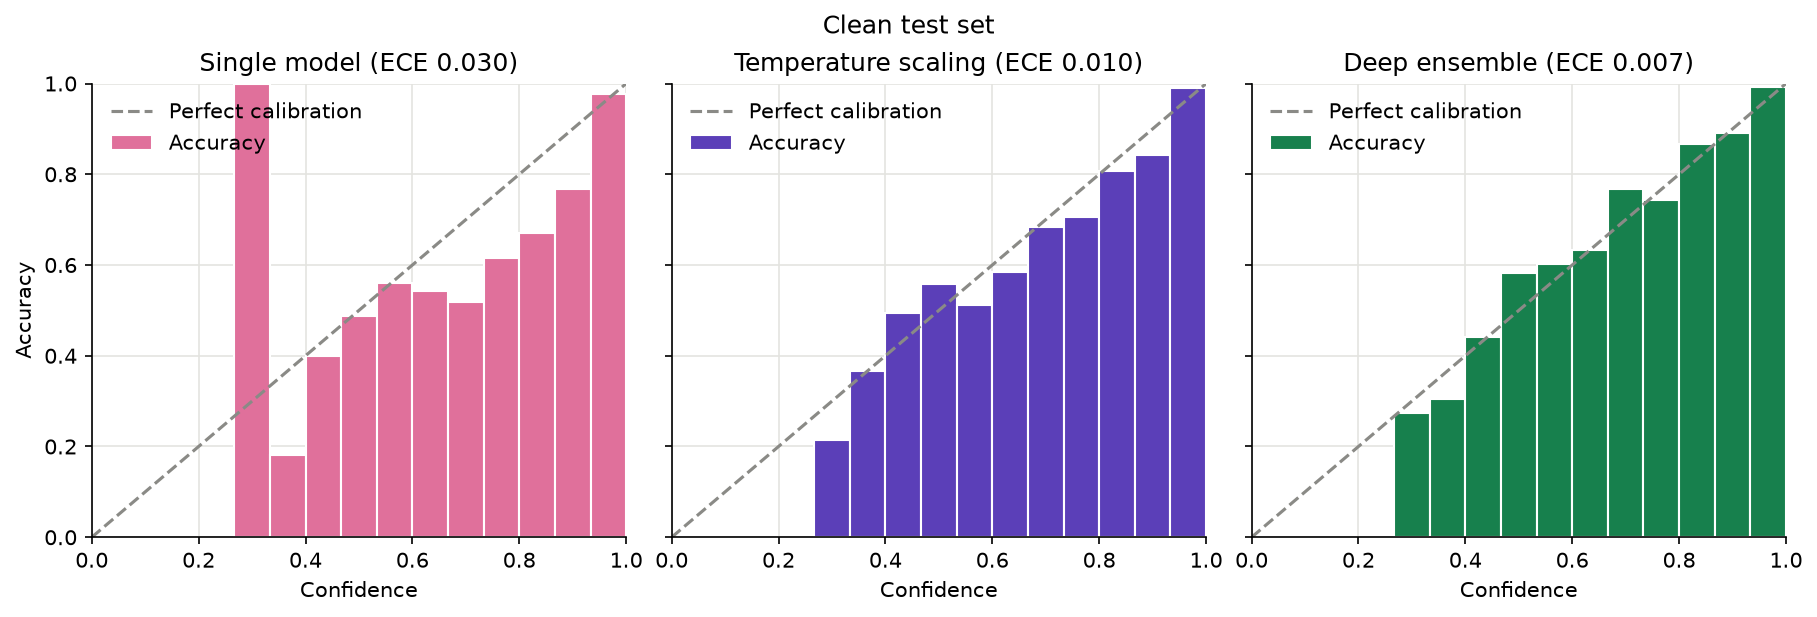 Clean test set
Single model (ECE 0.030)
Perfect calibration
Accuracy
1.0
0.8
0.6
0.4
0.2
0.0
Accuracy
0.0 0.2 0.4 0.6 0.8 1.0
Confidence
Temperature scaling (ECE 0.010)
Perfect calibration
Accuracy
0.0 0.2 0.4 0.6 0.8 1.0
Confidence
Deep ensemble (ECE 0.007)
Perfect calibration
Accuracy
0.0 0.2 0.4 0.6 0.8 1.0
Confidence